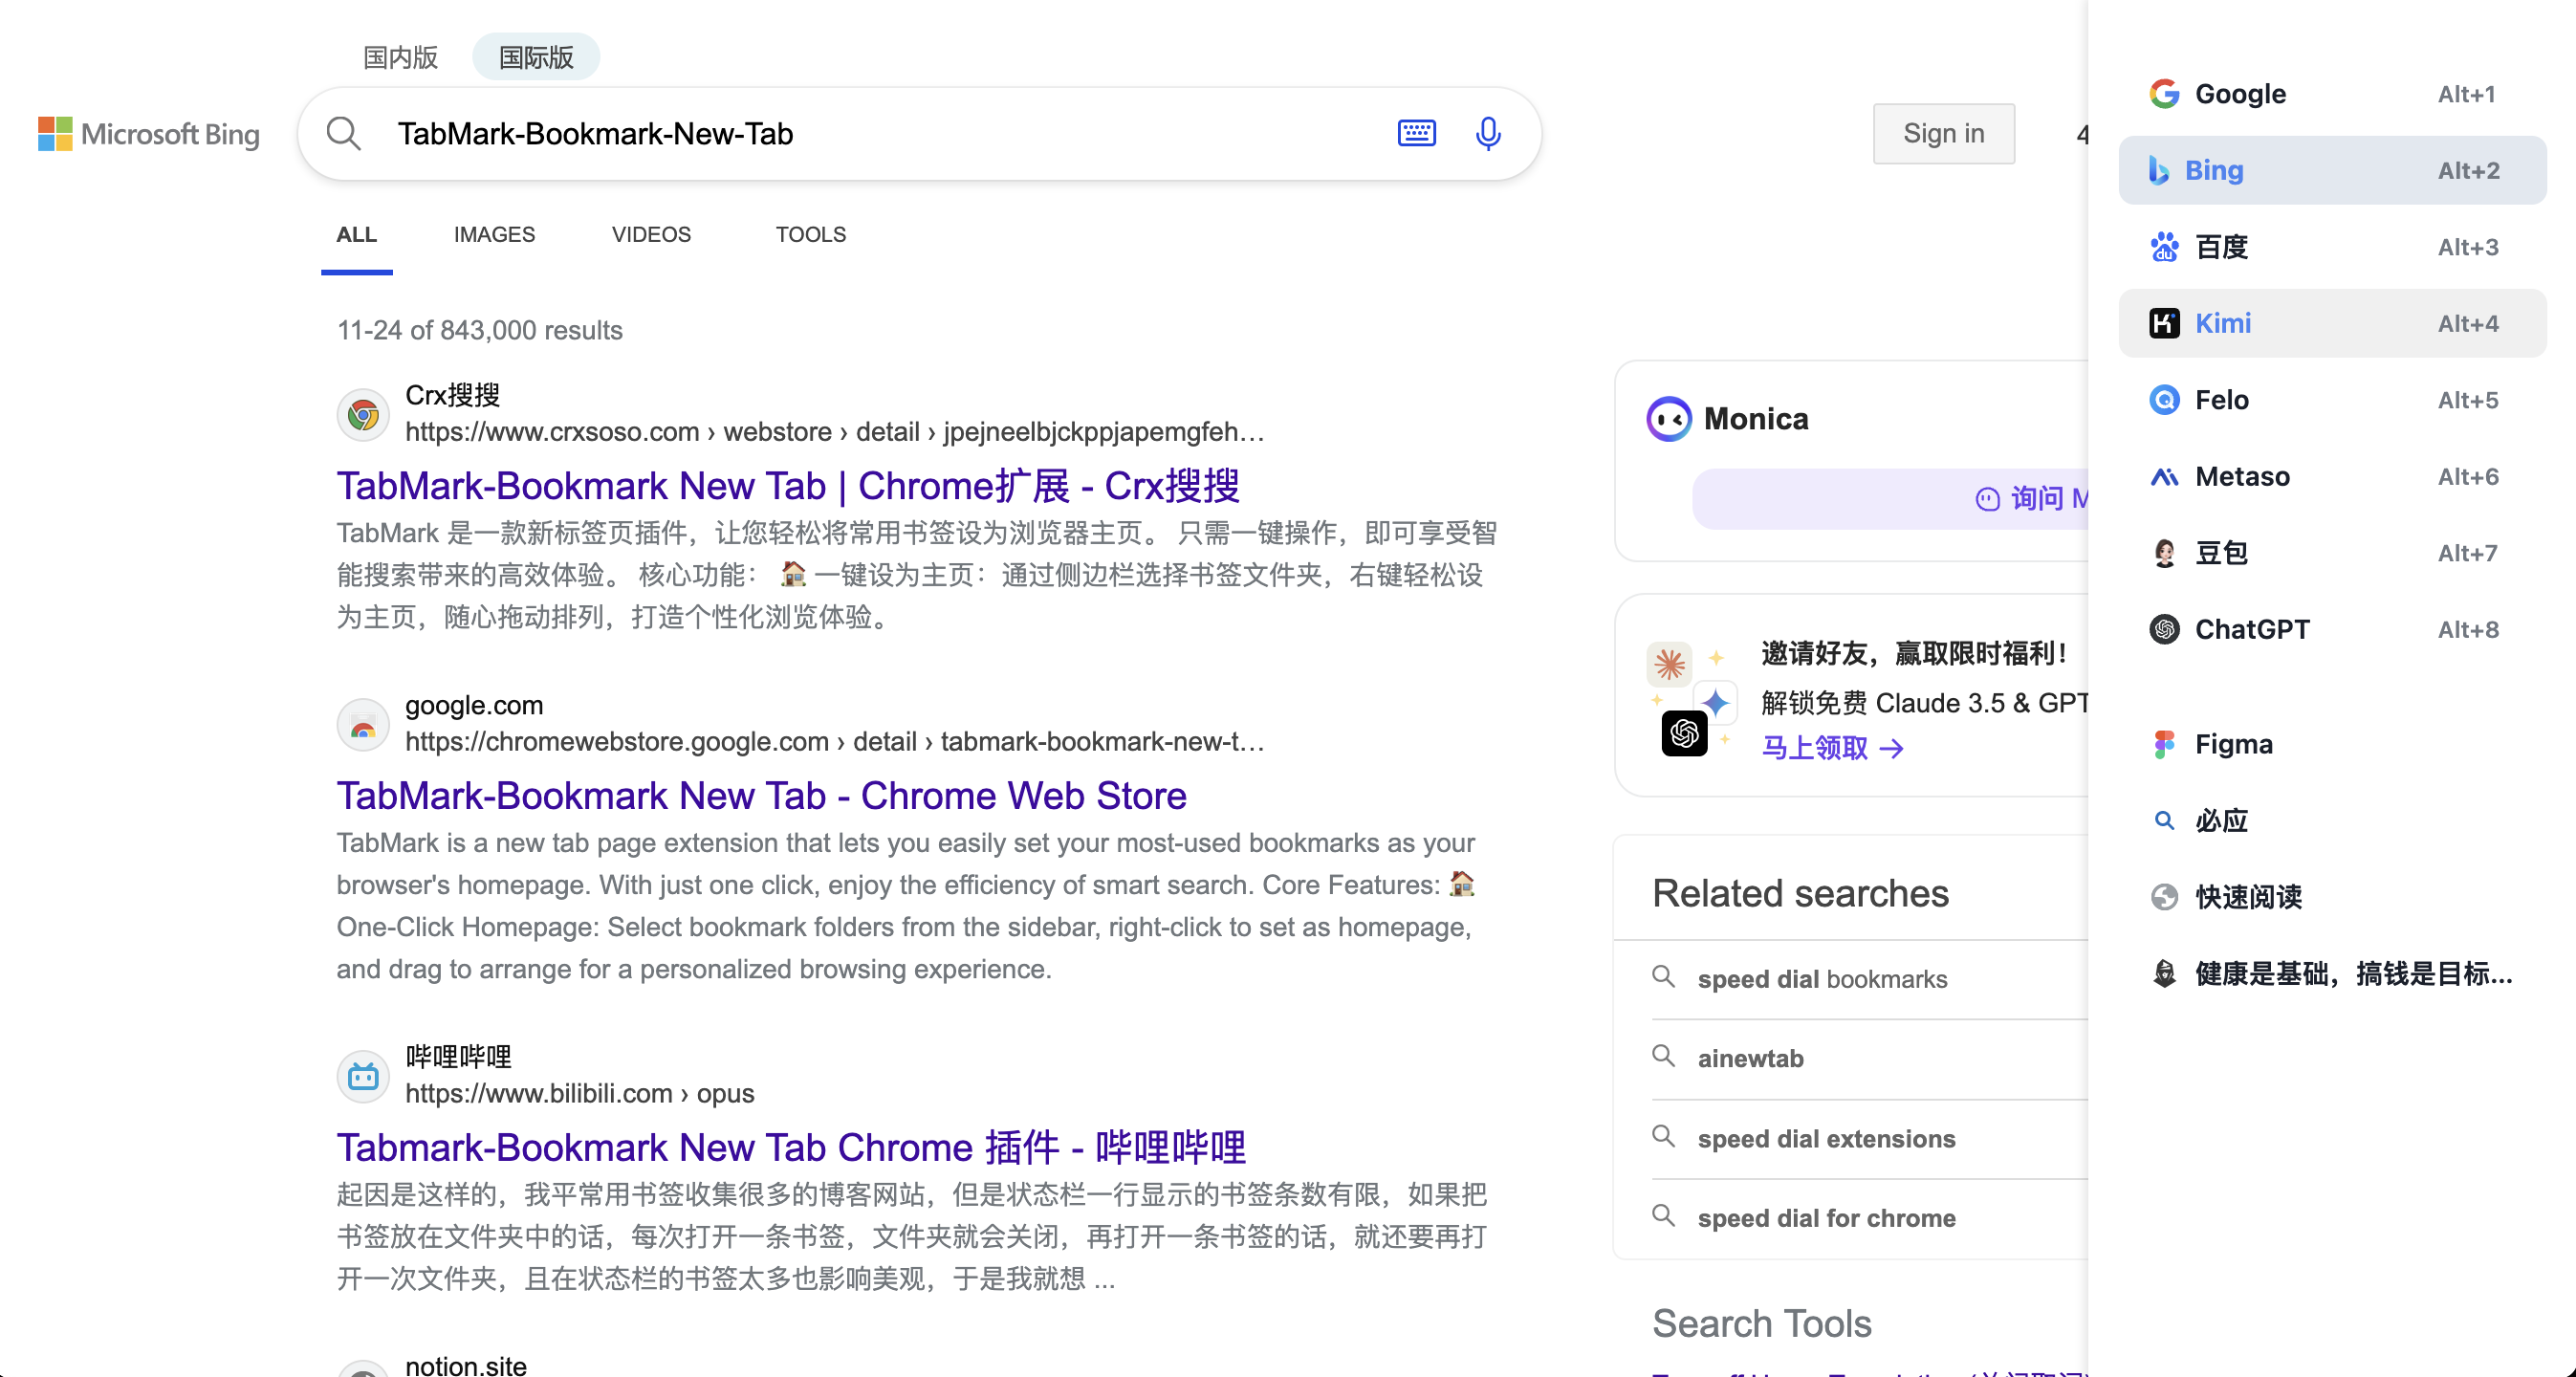 国内版
国际版
Microsoft Bing
TabMark-Bookmark-New-Tab
Sign in
4
ALL
IMAGES
VIDEOS
TOOLS
11-24 of 843,000 results
Crx搜搜
https://www.crxsoso.com › webstore › detail › jpejneelbjckppjapemgfeh...
TabMark-Bookmark New Tab | Chrome扩展 - Crx搜搜
TabMark 是一款新标签页插件，让您轻松将常用书签设为浏览器主页。 只需一键操作，即可享受智
能搜索带来的高效体验。 核心功能： 🏠 一键设为主页：通过侧边栏选择书签文件夹，右键轻松设
为主页，随心拖动排列，打造个性化浏览体验。
google.com
https://chromewebstore.google.com › detail › tabmark-bookmark-new-t...
TabMark-Bookmark New Tab - Chrome Web Store
TabMark is a new tab page extension that lets you easily set your most-used bookmarks as your
browser's homepage. With just one click, enjoy the efficiency of smart search. Core Features: 🏠
One-Click Homepage: Select bookmark folders from the sidebar, right-click to set as homepage,
and drag to arrange for a personalized browsing experience.
哔哩哔哩
https://www.bilibili.com › opus
Tabmark-Bookmark New Tab Chrome 插件 - 哔哩哔哩
起因是这样的，我平常用书签收集很多的博客网站，但是状态栏一行显示的书签条数有限，如果把
书签放在文件夹中的话，每次打开一条书签，文件夹就会关闭，再打开一条书签的话，就还要再打
开一次文件夹，且在状态栏的书签太多也影响美观，于是我就想 ...
notion.site
Monica
询问 M
邀请好友，赢取限时福利！
解锁免费 Claude 3.5 & GPT
马上领取 →
Related searches
speed dial bookmarks
ainewtab
speed dial extensions
speed dial for chrome
Search Tools
Google Alt+1
Bing Alt+2
百度 Alt+3
Kimi Alt+4
Felo Alt+5
Metaso Alt+6
豆包 Alt+7
ChatGPT Alt+8
Figma
必应
快速阅读
健康是基础，搞钱是目标...